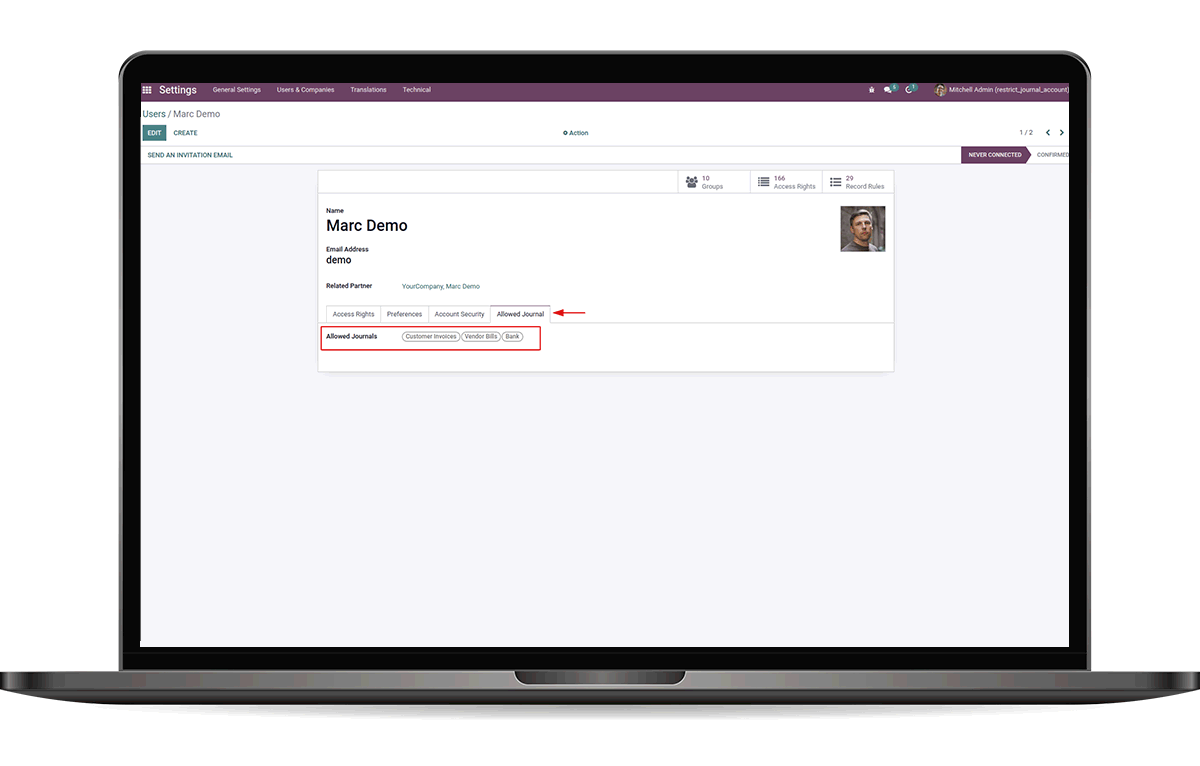 Settings General Settings Users & Companies Translations Technical 5 1 Mitchell Admin (restrict_journal_account)
Users / Marc Demo
EDIT CREATE Action 1 / 2
SEND AN INVITATION EMAIL NEVER CONNECTED CONFIRMED
10 Groups 166 Access Rights 29 Record Rules
Name
Marc Demo
Email Address
demo
Related Partner YourCompany, Marc Demo
Access Rights Preferences Account Security Allowed Journal
Allowed Journals Customer Invoices Vendor Bills Bank